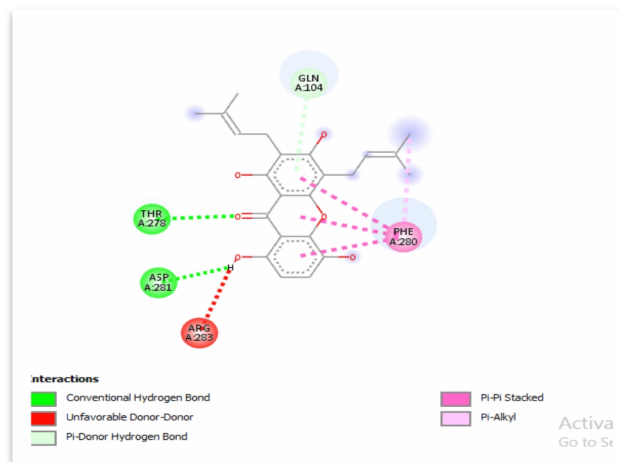 GLN
A:104
THR
A:278
PHE
A:280
ASP
A:281
H
ARG
A:283
Interactions
Conventional Hydrogen Bond
Unfavorable Donor-Donor
Pi-Donor Hydrogen Bond
Pi-Pi Stacked
Pi-Alkyl
Activa
Go to Se